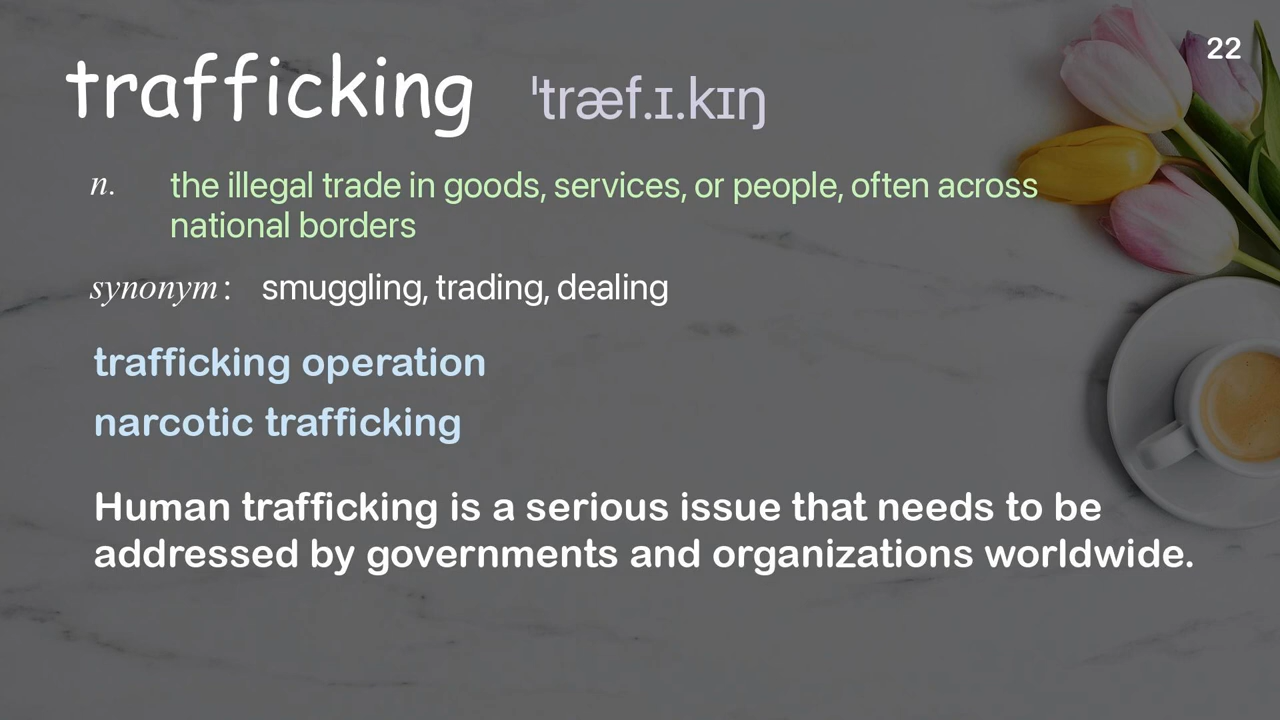 22
trafficking ˈtræf.ɪ.kɪŋ
n. the illegal trade in goods, services, or people, often across
national borders
synonym: smuggling, trading, dealing
trafficking operation
narcotic trafficking
Human trafficking is a serious issue that needs to be
addressed by governments and organizations worldwide.